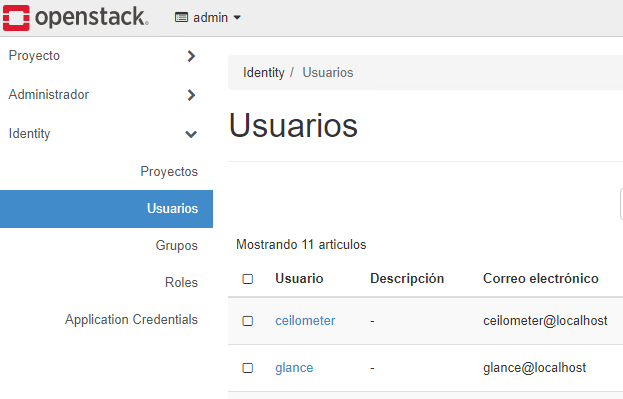 openstack.
admin
Proyecto
Administrador
Identity
Proyectos
Usuarios
Grupos
Roles
Application Credentials
Identity / Usuarios
Usuarios
Mostrando 11 articulos
Usuario Descripción Correo electrónico
ceilometer - ceilometer@localhost
glance - glance@localhost